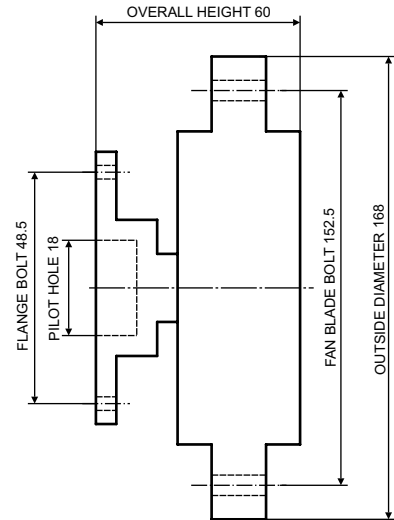 OVERALL HEIGHT 60
FLANGE BOLT 48.5
PILOT HOLE 18
FAN BLADE BOLT 152.5
OUTSIDE DIAMETER 168